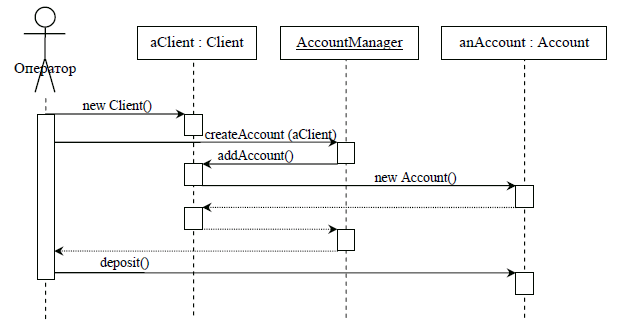 aClient : Client
AccountManager
anAccount : Account
Оператор
new Client()
createAccount (aClient)
addAccount()
new Account()
deposit()